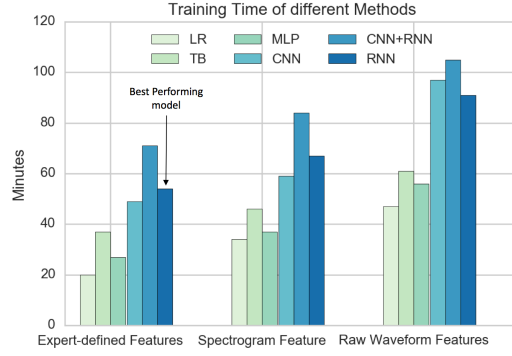 Training Time of different Methods
120
100
80
60
40
20
0
Minutes
LR
MLP
CNN+RNN
TB
CNN
RNN
Best Performing
model
Expert-defined Features
Spectrogram Feature
Raw Waveform Features